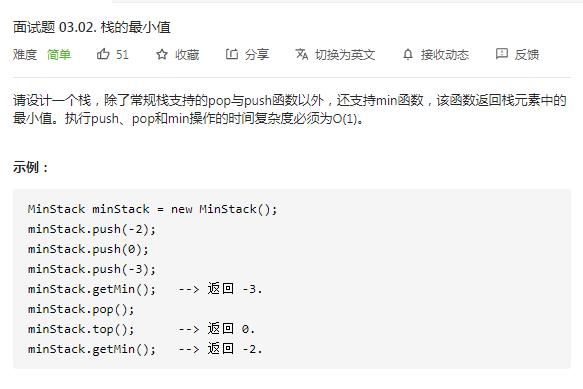 面试题 03.02. 栈的最小值
难度 简单 51 收藏 分享 切换为英文 接收动态 反馈
请设计一个栈，除了常规栈支持的pop与push函数以外，还支持min函数，该函数返回栈元素中的
最小值。执行push、pop和min操作的时间复杂度必须为O(1)。
示例：
MinStack minStack = new MinStack();
minStack.push(-2);
minStack.push(0);
minStack.push(-3);
minStack.getMin();   --> 返回 -3.
minStack.pop();
minStack.top();      --> 返回 0.
minStack.getMin();   --> 返回 -2.